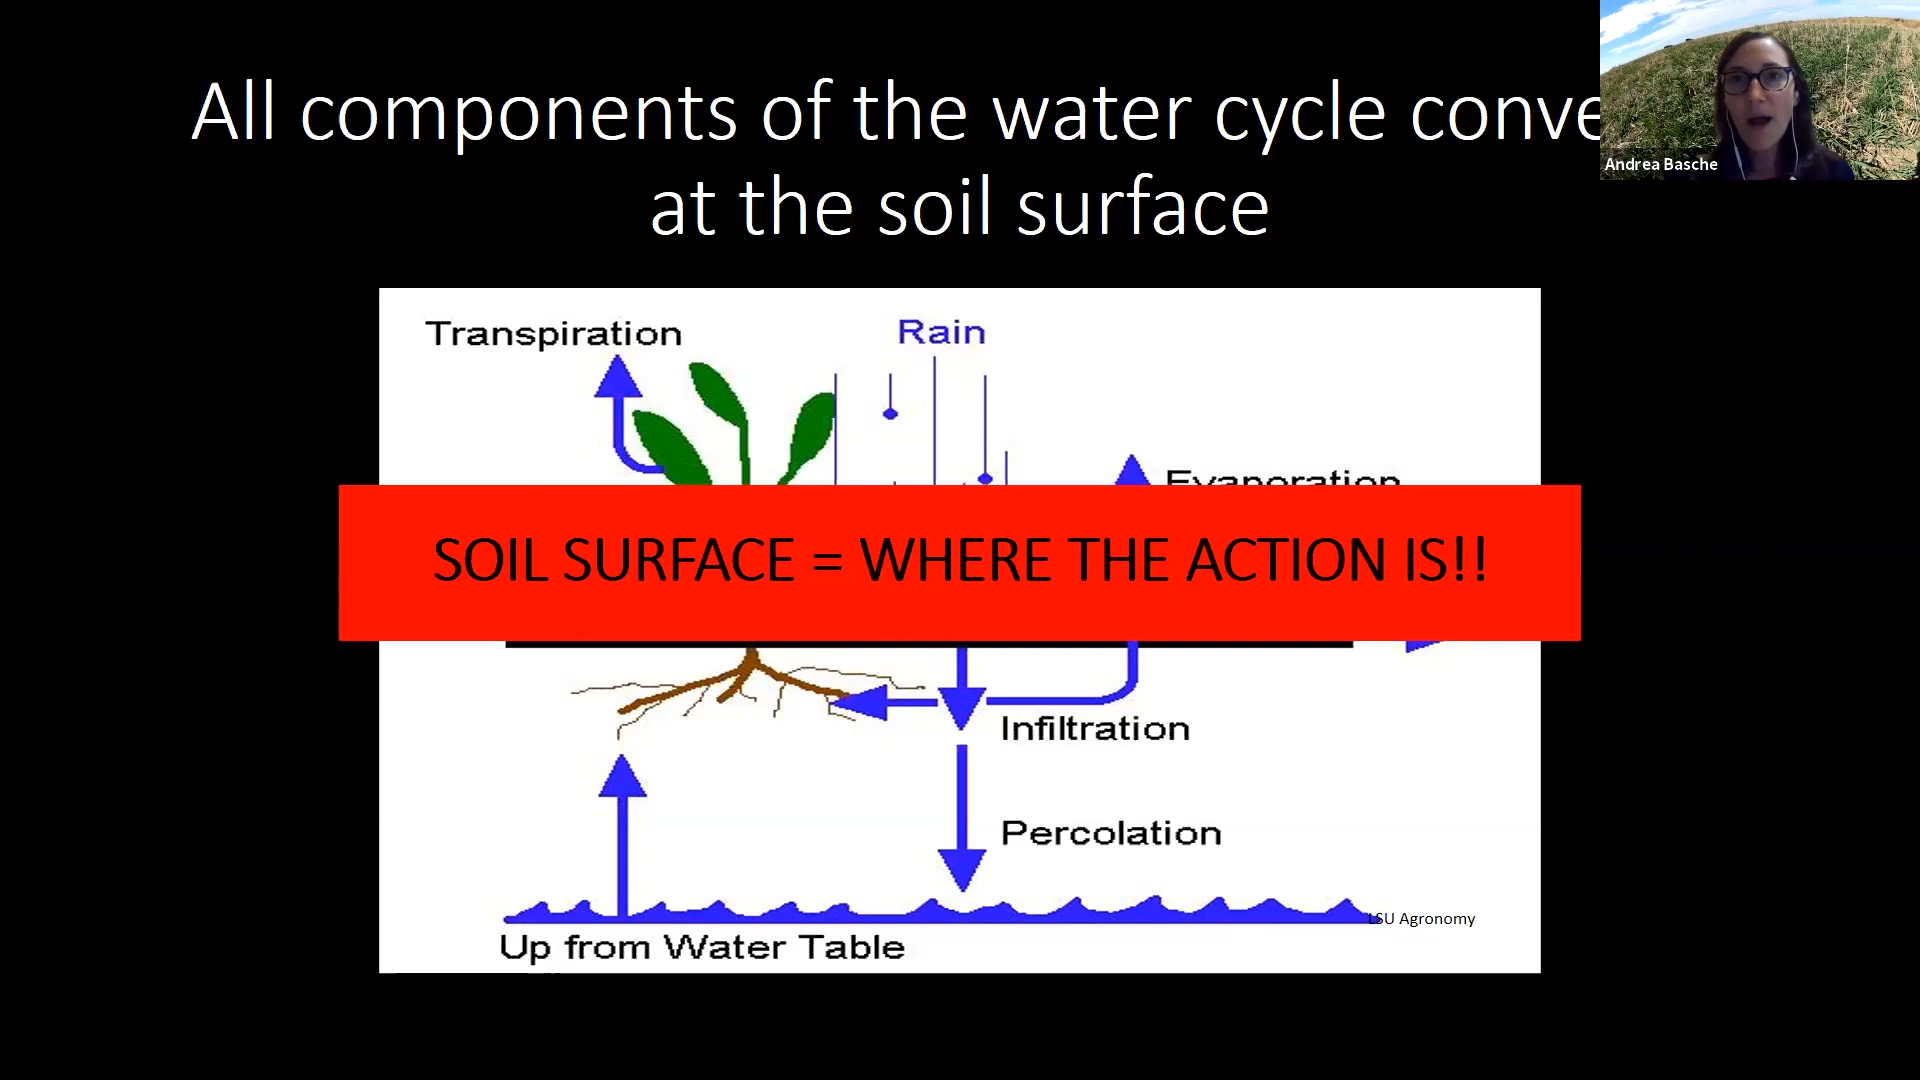 All components of the water cycle conve
Andrea Basche
at the soil surface
Transpiration
Rain
Evaporation
SOIL SURFACE = WHERE THE ACTION IS!!
Infiltration
Percolation
LSU Agronomy
Up from Water Table